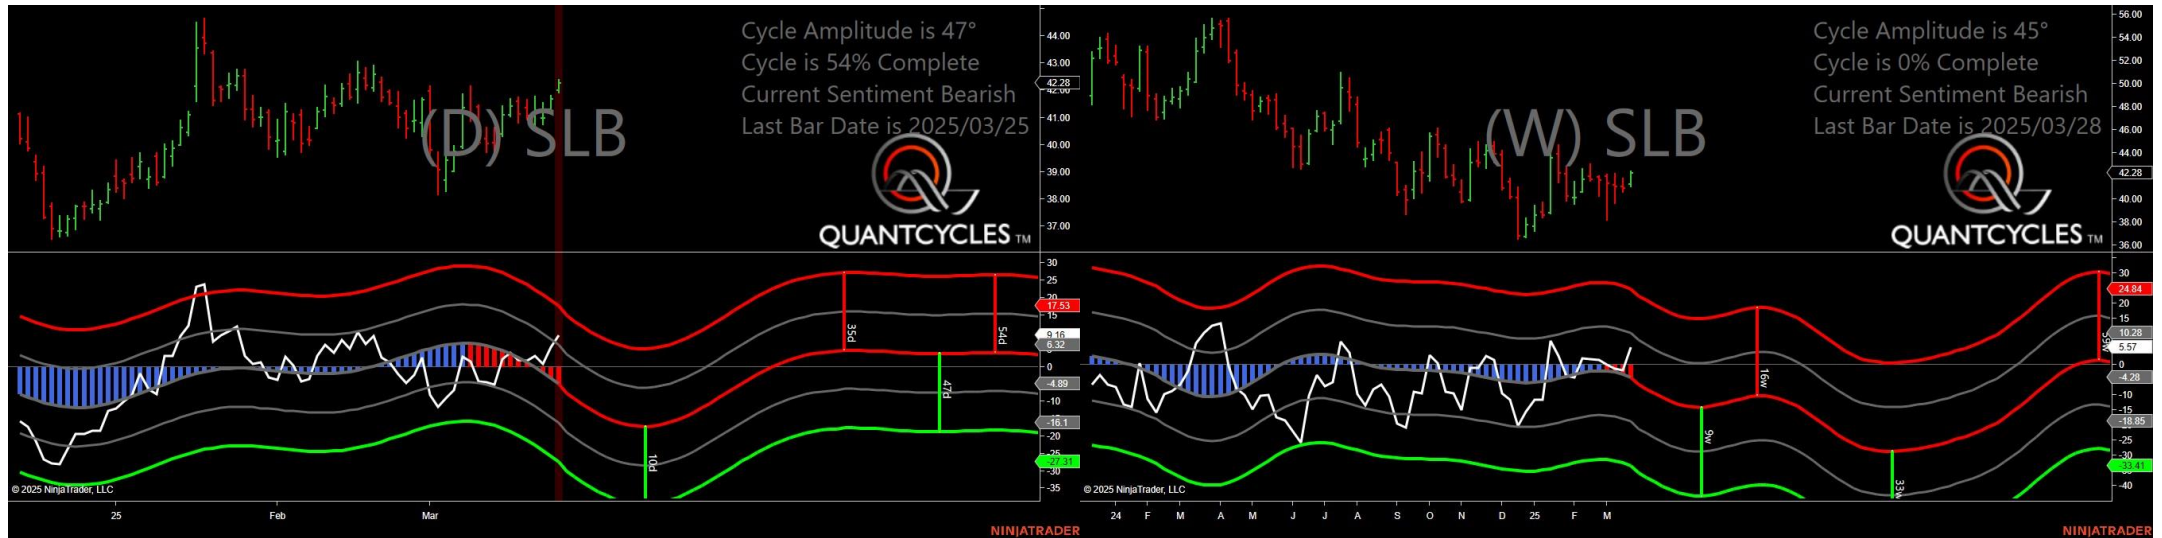 Cycle Amplitude is 47°
Cycle is 54% Complete
Current Sentiment Bearish
Last Bar Date is 2025/03/25
(D) SLB
QUANTCYCLES TM
44.00
43.00
42.28
42.00
41.00
40.00
39.00
38.00
37.00
30
25
20
17.53
15
9.16
6.32
0
-4.89
-10
-16.1
-20
-25
-27.31
-30
-35
10d
35d
47d
54d
© 2025 NinjaTrader, LLC
25
Feb
Mar
NINJATRADER
Cycle Amplitude is 45°
Cycle is 0% Complete
Current Sentiment Bearish
Last Bar Date is 2025/03/28
(W) SLB
QUANTCYCLES TM
56.00
54.00
52.00
50.00
48.00
46.00
44.00
42.28
40.00
38.00
36.00
30
24.84
20
15
10.28
5.57
0
-4.28
-10
-15
-18.85
-30
-33.41
-40
9w
16w
33w
© 2025 NinjaTrader, LLC
24 F M A M J J A S O N D 25 F M
NINJATRADER